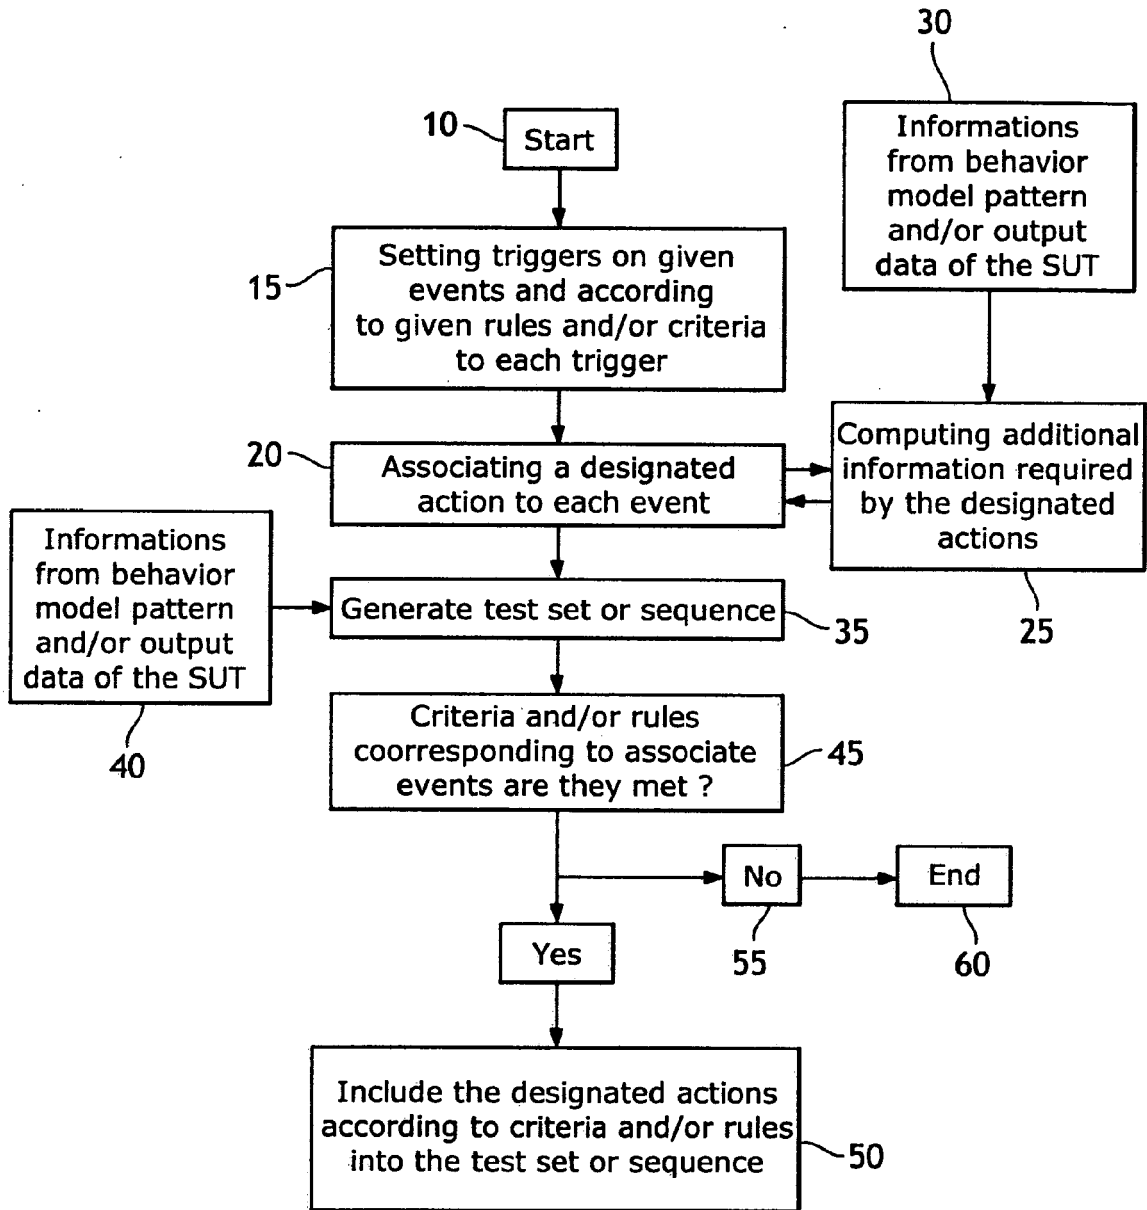 30
10
Start
Informations
from behavior
model pattern
and/or output
data of the SUT
15
Setting triggers on given
events and according
to given rules and/or criteria
to each trigger
20
Associating a designated
action to each event
Computing additional
information required
by the designated
actions
25
Informations
from behavior
model pattern
and/or output
data of the SUT
40
Generate test set or sequence
35
Criteria and/or rules
coorresponding to associate
events are they met ?
45
No
55
End
60
Yes
Include the designated actions
according to criteria and/or rules
into the test set or sequence
50